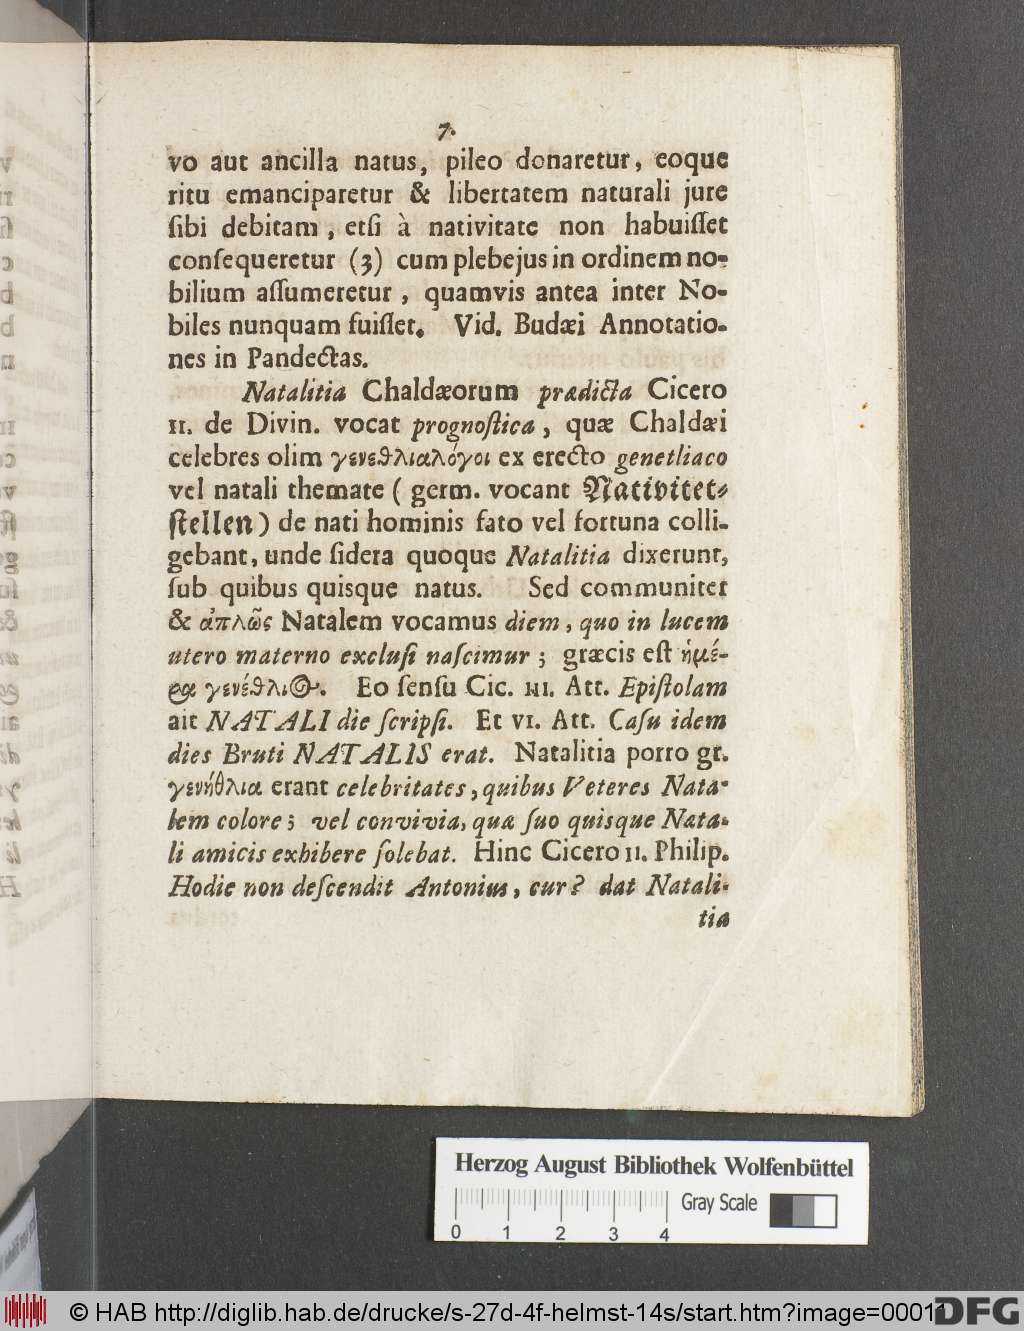 7.
vo aut ancilla natus, pileo donaretur, eoque
ritu emanciparetur & libertatem naturali jure
ſibi debitam, etſi à nativitate non habuiſſet
conſequeretur (3) cum plebejus in ordinem no-
bilium aſſumeretur, quamvis antea inter No-
biles nunquam fuiſſet. Vid. Budæi Annotatio-
nes in Pandectas.
Natalitia Chaldæorum prædicta Cicero
II. de Divin. vocat prognoſtica, quæ Chaldæi
celebres olim γενεθλιαλόγοι ex erecto genetliaco
vel natali themate (germ. vocant Nativitet-
ſtellen) de nati hominis fato vel fortuna colli-
gebant, unde ſidera quoque Natalitia dixerunt,
ſub quibus quisque natus. Sed communiter
& ἁπλῶς Natalem vocamus diem, quo in lucem
utero materno excluſi naſcimur; græcis eſt ἡμέ-
ρα γενέθλιος. Eo ſenſu Cic. III. Att. Epiſtolam
ait NATALI die ſcripſi. Et VI. Att. Caſu idem
dies Bruti NATALIS erat. Natalitia porro gr.
γενήθλια erant celebritates, quibus Veteres Nata-
lem colore; vel convivia, quæ ſuo quisque Nata-
li amicis exhibere ſolebat. Hinc Cicero II. Philip.
Hodie non deſcendit Antonius, cur? dat Natali-
tia
Herzog August Bibliothek Wolfenbüttel
Gray Scale
0 1 2 3 4
© HAB http://diglib.hab.de/drucke/s-27d-4f-helmst-14s/start.htm?image=00011
DFG